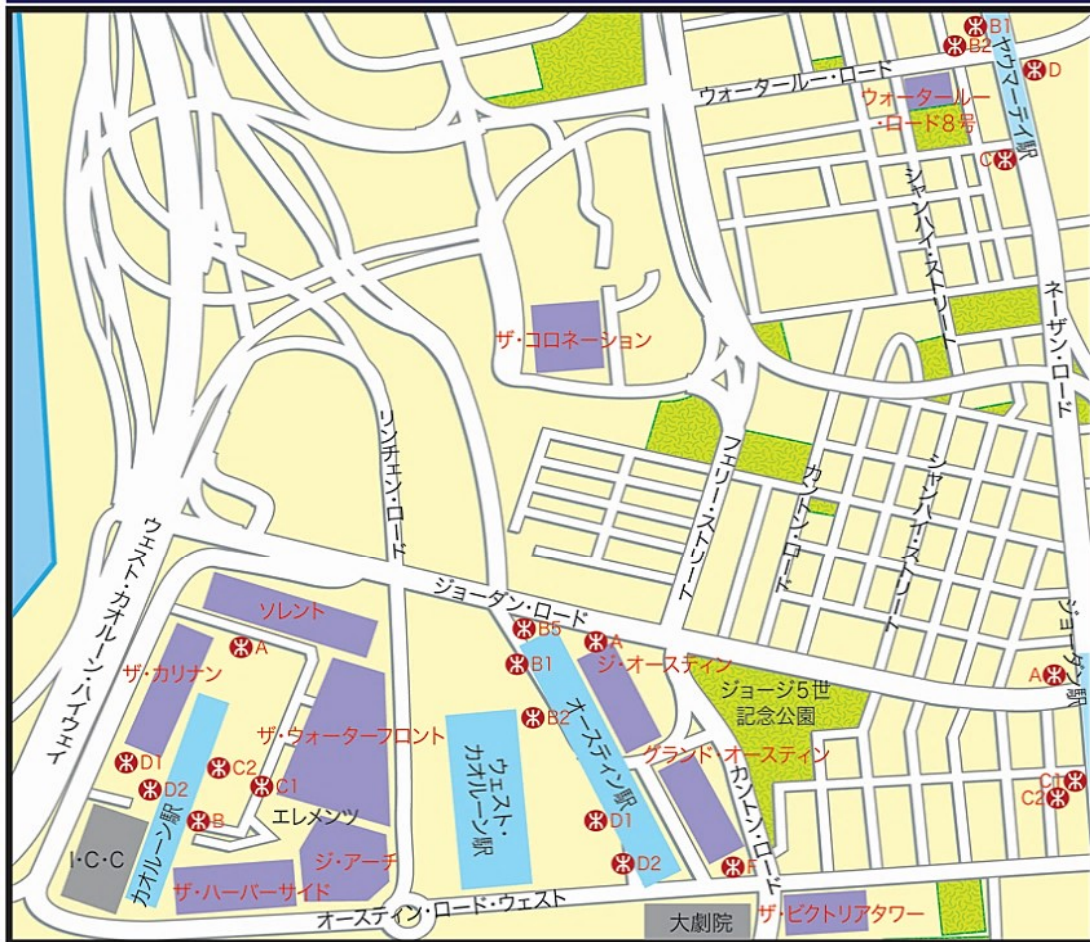 B1
B2
ヤウマーテイ駅
D
ウォータールー・ロード
ウォータールー
・ロード8号
C
シャンハイ・ストリート
ネーザン・ロード
ザ・コロネーション
リンチェン・ロード
フェリー・ストリート
カントン・ロード
シャンハイ・ストリート
ウェスト・カオルーン・ハイウェイ
ジョーダン・ロード
ジョーダン駅
ソレント
A
ザ・カリナン
B5
A
B1
ジ・オースティン
ジョージ5世
記念公園
A
B2
オースティン駅
ザ・ウォーターフロント
ウェスト・
カオルーン駅
グランド・オースティン
カントン・ロード
D1
C2
D2
C1
C1
C2
エレメンツ
B
カオルーン駅
D1
I・C・C
ジ・アーチ
D2
F
ザ・ハーバーサイド
オースティン・ロード・ウェスト
大劇院
ザ・ビクトリアタワー